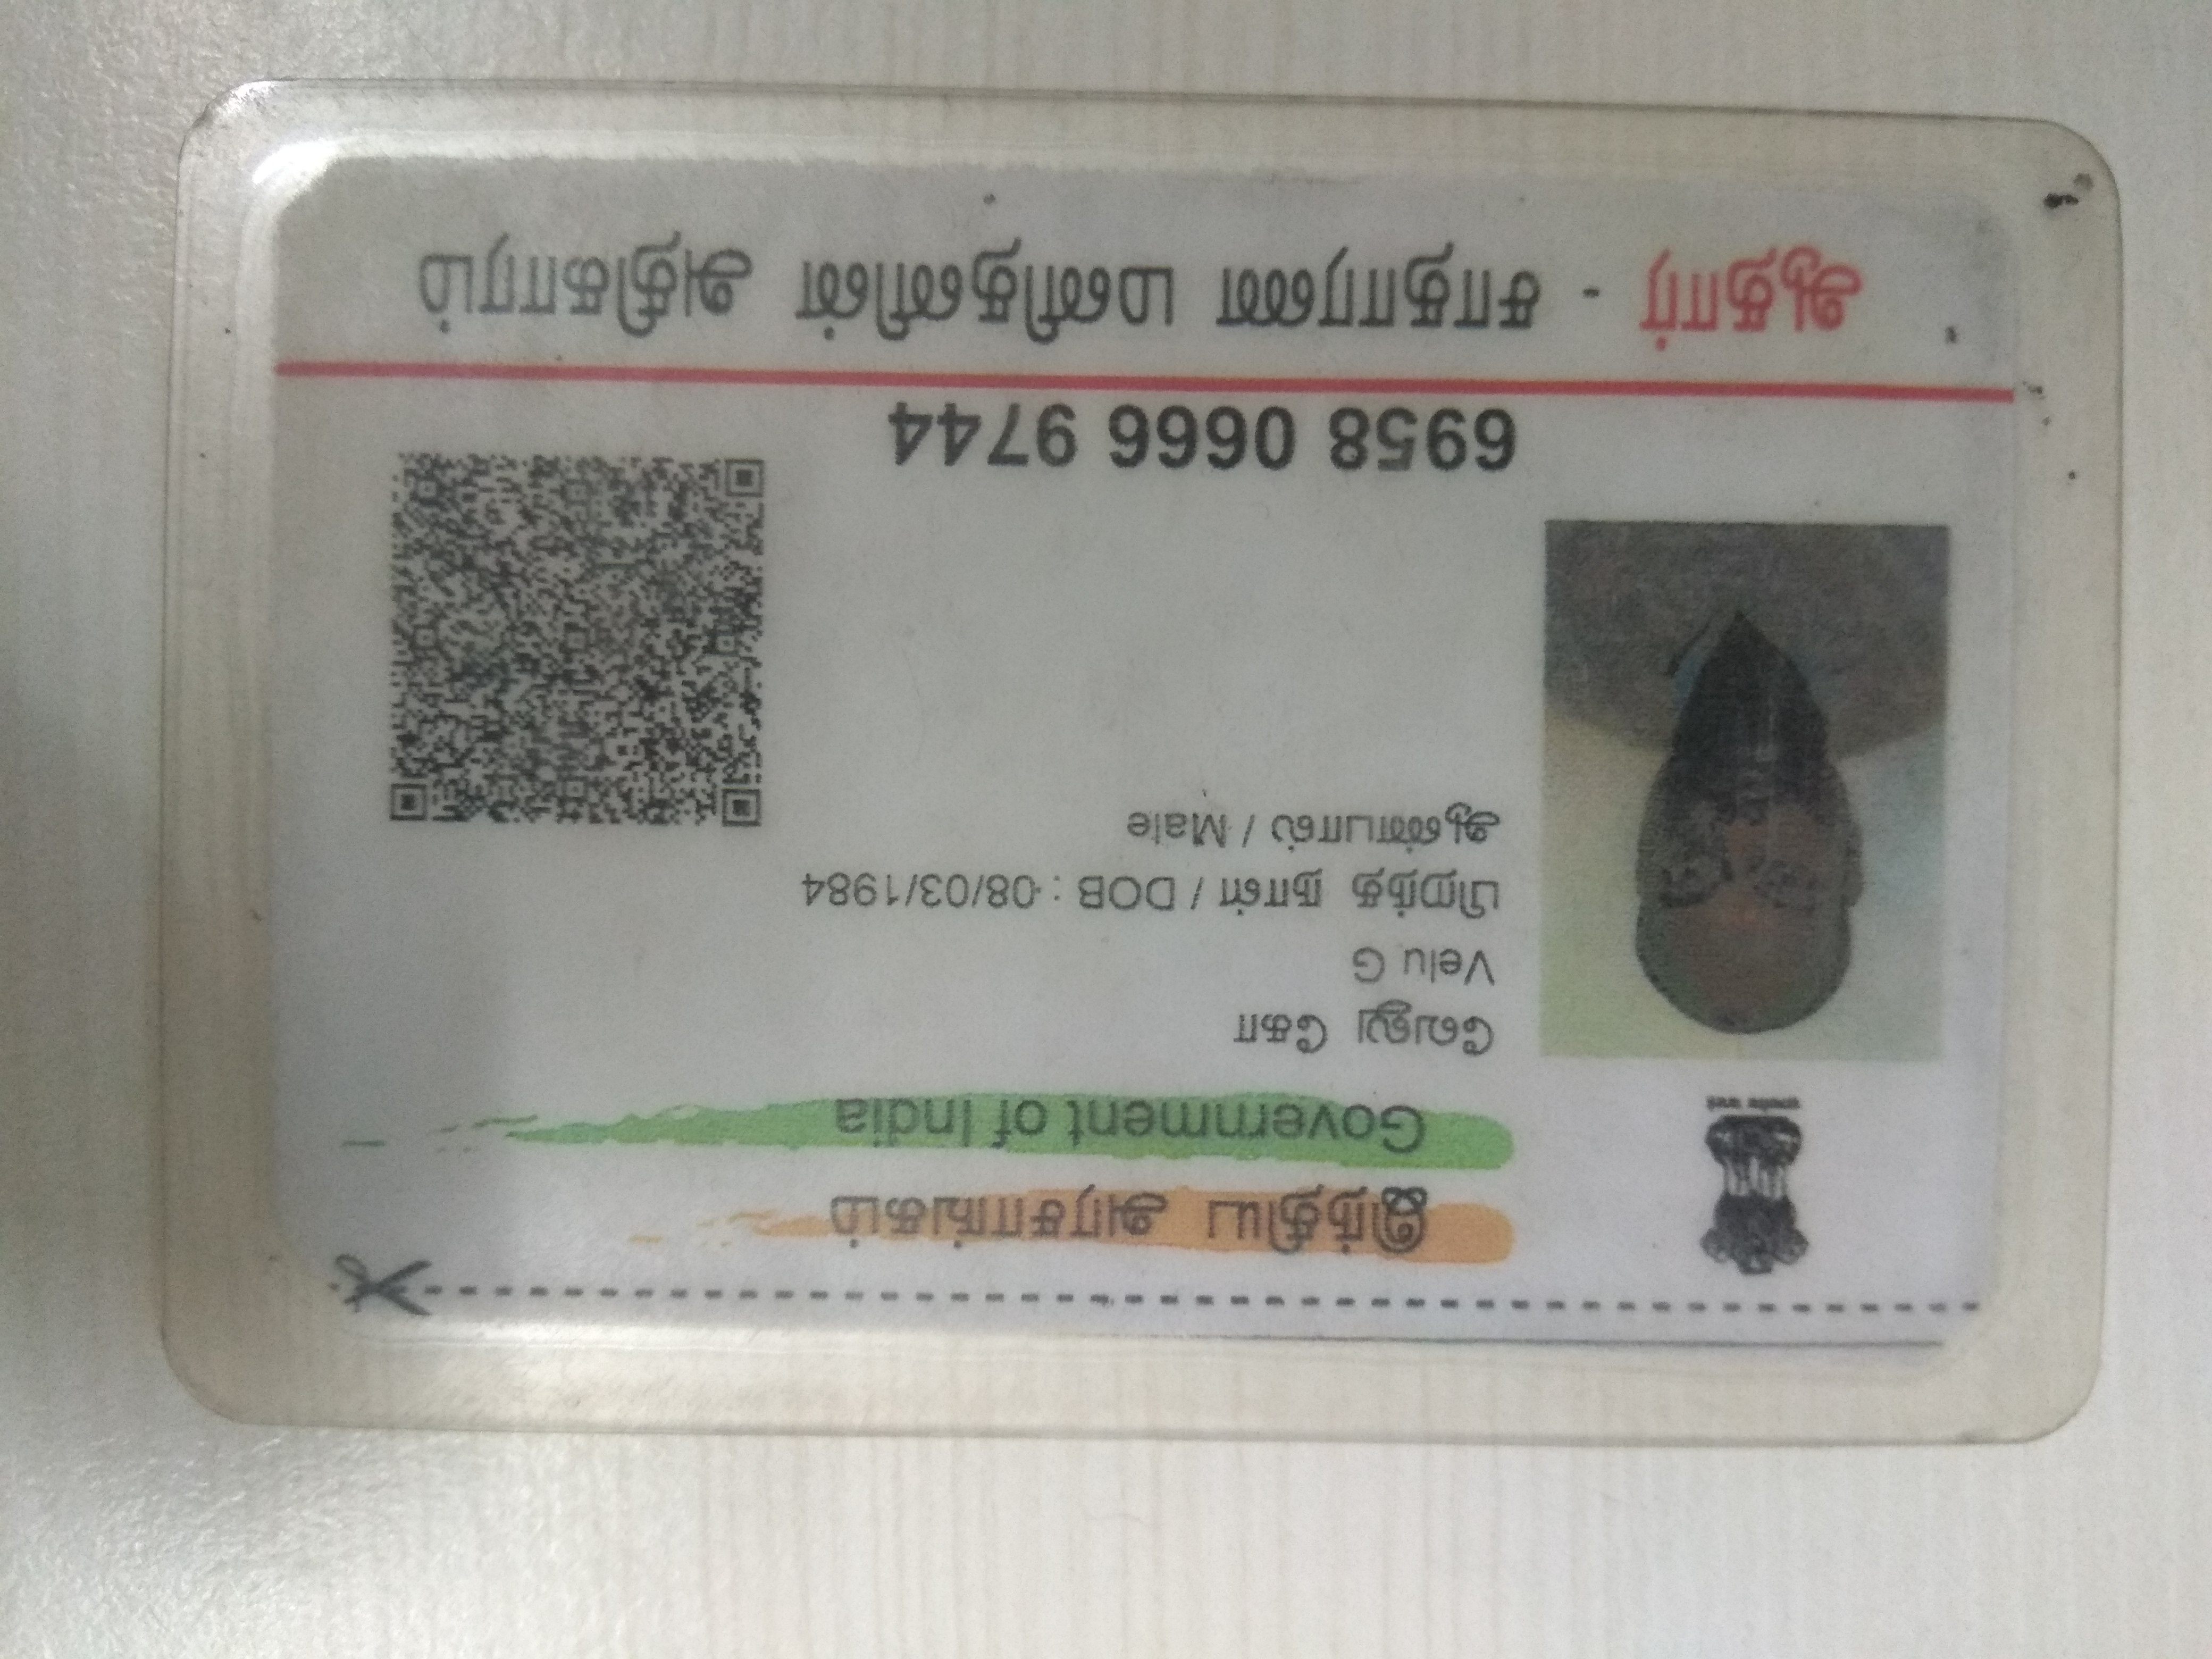 இந்திய அரசாங்கம்
Government of India
வேலு கோ
Velu G
பிறந்த நாள் / DOB : 08/03/1984
ஆண்பால் / Male
6958 0666 9744
ஆதார் - சாதாரண மனிதனின் அதிகாரம்